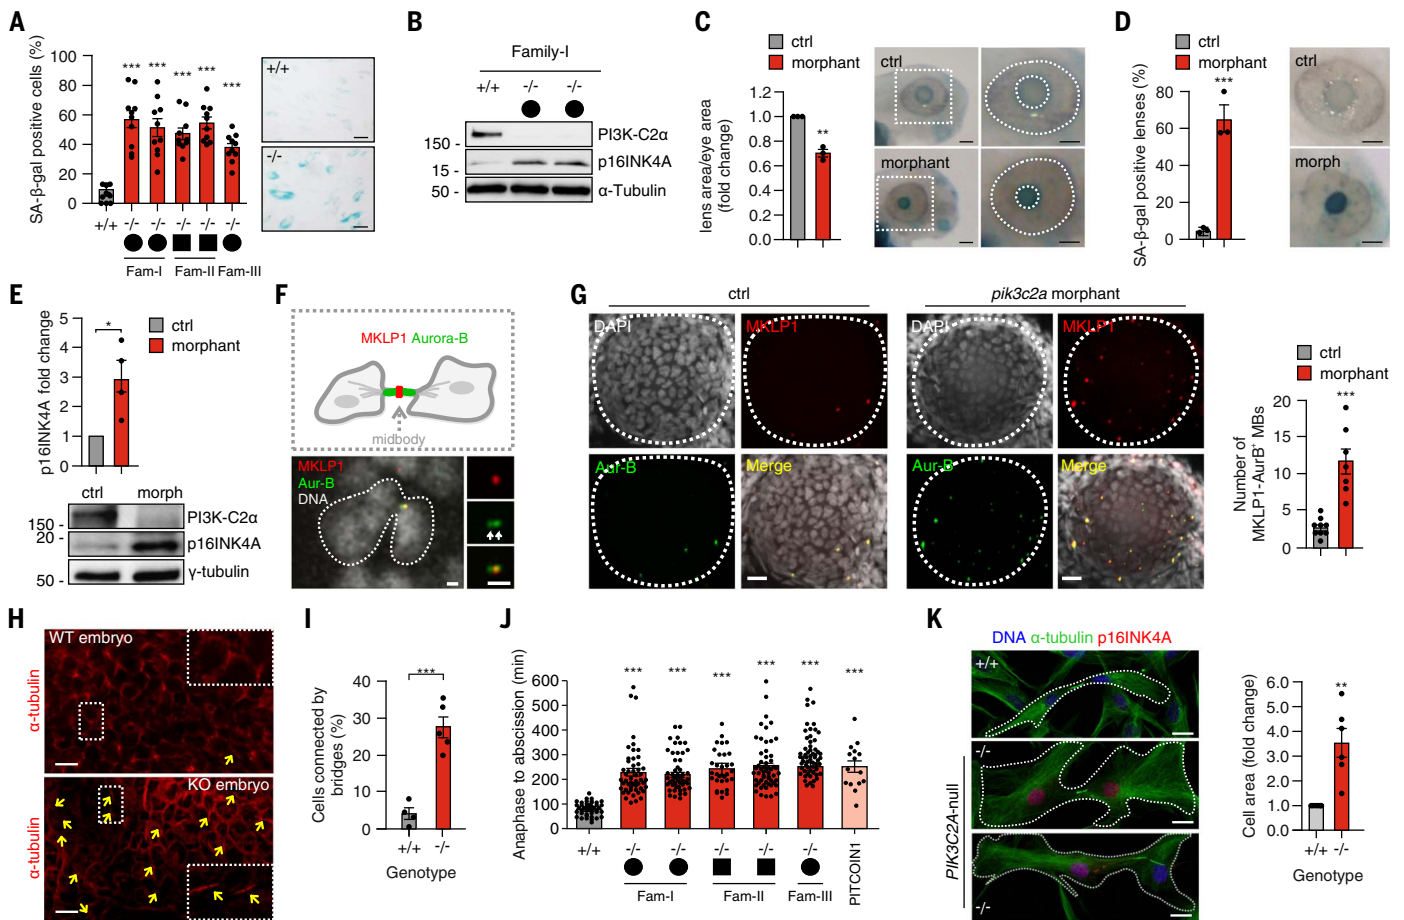 A
SA-β-gal positive cells (%)
100
80
60
40
20
0
***
***
***
***
***
+/+
-/-
-/-
-/-
-/-
-/-
Fam-I
Fam-II
Fam-III
+/+
-/-
B
Family-I
+/+
-/-
-/-
150 -
15 -
50 -
PI3K-C2α
p16INK4A
α-Tubulin
C
ctrl
morphant
lens area/eye area
(fold change)
1.2
1.0
0.8
0.6
0.4
0.2
0.0
**
ctrl
morphant
D
ctrl
morphant
SA-β-gal positive lenses (%)
80
60
40
20
0
***
ctrl
morph
E
p16INK4A fold change
5
4
3
2
1
0
*
ctrl
morphant
ctrl
morph
150 -
20 -
50 -
PI3K-C2α
p16INK4A
γ-tubulin
F
MKLP1 Aurora-B
midbody
MKLP1
Aur-B
DNA
G
ctrl
pik3c2a morphant
DAPI
MKLP1
DAPI
MKLP1
Aur-B
Merge
Aur-B
Merge
ctrl
morphant
Number of
MKLP1-AurB⁺ MBs
20
15
10
5
0
***
H
α-tubulin
WT embryo
α-tubulin
KO embryo
I
Cells connected by
bridges (%)
40
30
20
10
0
***
+/+
-/-
Genotype
J
Anaphase to abscission (min)
600
500
400
300
200
100
0
***
***
***
***
***
***
+/+
-/-
-/-
-/-
-/-
-/-
PITCOIN1
Fam-I
Fam-II
Fam-III
K
DNA α-tubulin p16INK4A
+/+
PIK3C2A-null
-/-
-/-
Cell area (fold change)
6.0
5.0
4.0
3.0
2.0
1.0
0.0
**
+/+
-/-
Genotype